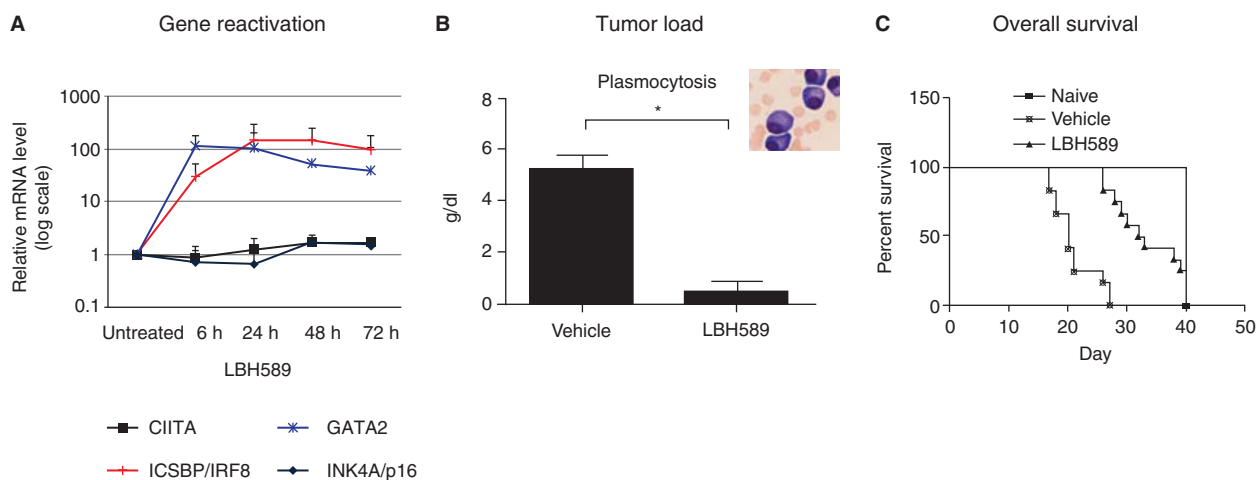 A Gene reactivation
Relative mRNA level
(log scale)
1000
100
10
1
0.1
Untreated 6 h 24 h 48 h 72 h
LBH589
CIITA GATA2
ICSBP/IRF8 INK4A/p16
B Tumor load
Plasmocytosis
*
g/dl
8
6
4
2
0
Vehicle LBH589
C Overall survival
Naive
Vehicle
LBH589
Percent survival
150
100
50
0
0 10 20 30 40 50
Day